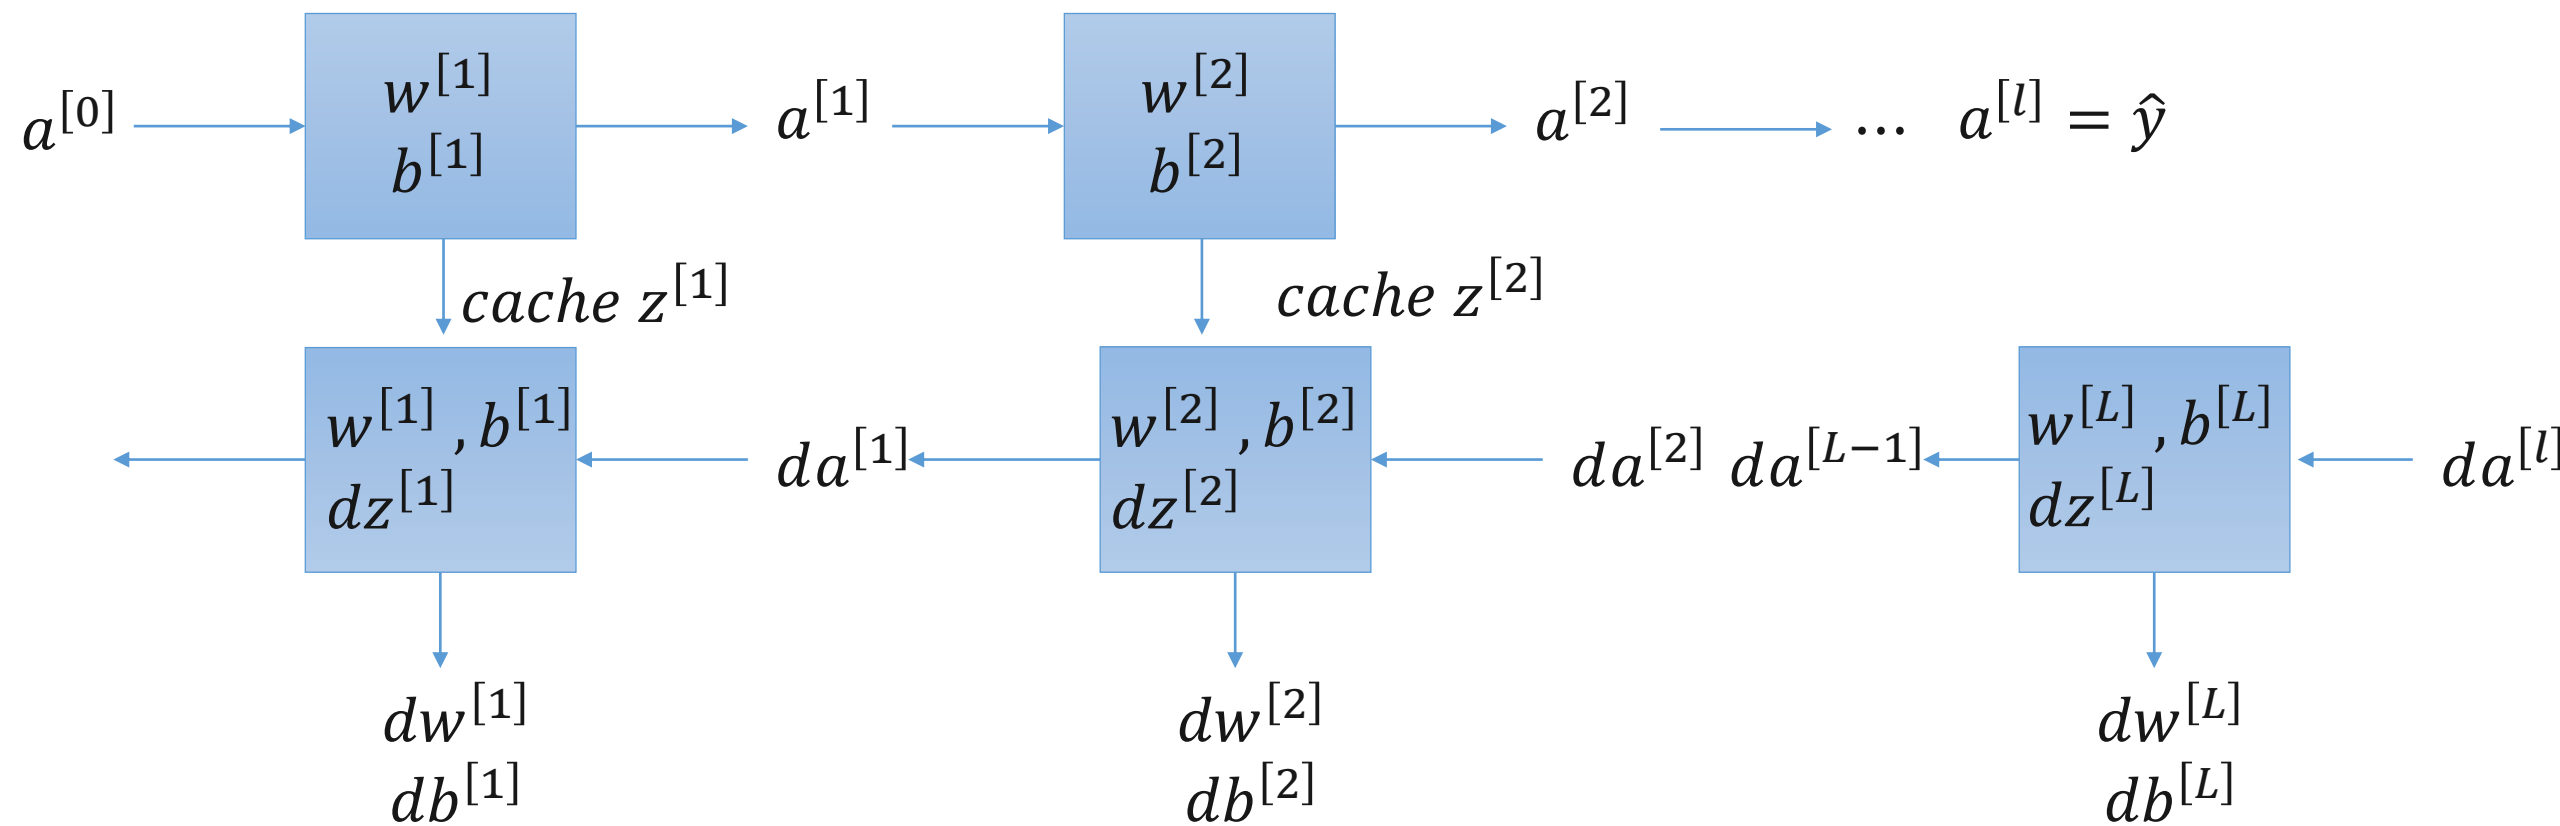 a^[0]
w^[1]
b^[1]
a^[1]
w^[2]
b^[2]
a^[2]
… a^[l] = ŷ
cache z^[1]
cache z^[2]
w^[1], b^[1]
dz^[1]
da^[1]
w^[2], b^[2]
dz^[2]
da^[2] da^[L−1]
w^[L], b^[L]
dz^[L]
da^[l]
dw^[1]
db^[1]
dw^[2]
db^[2]
dw^[L]
db^[L]